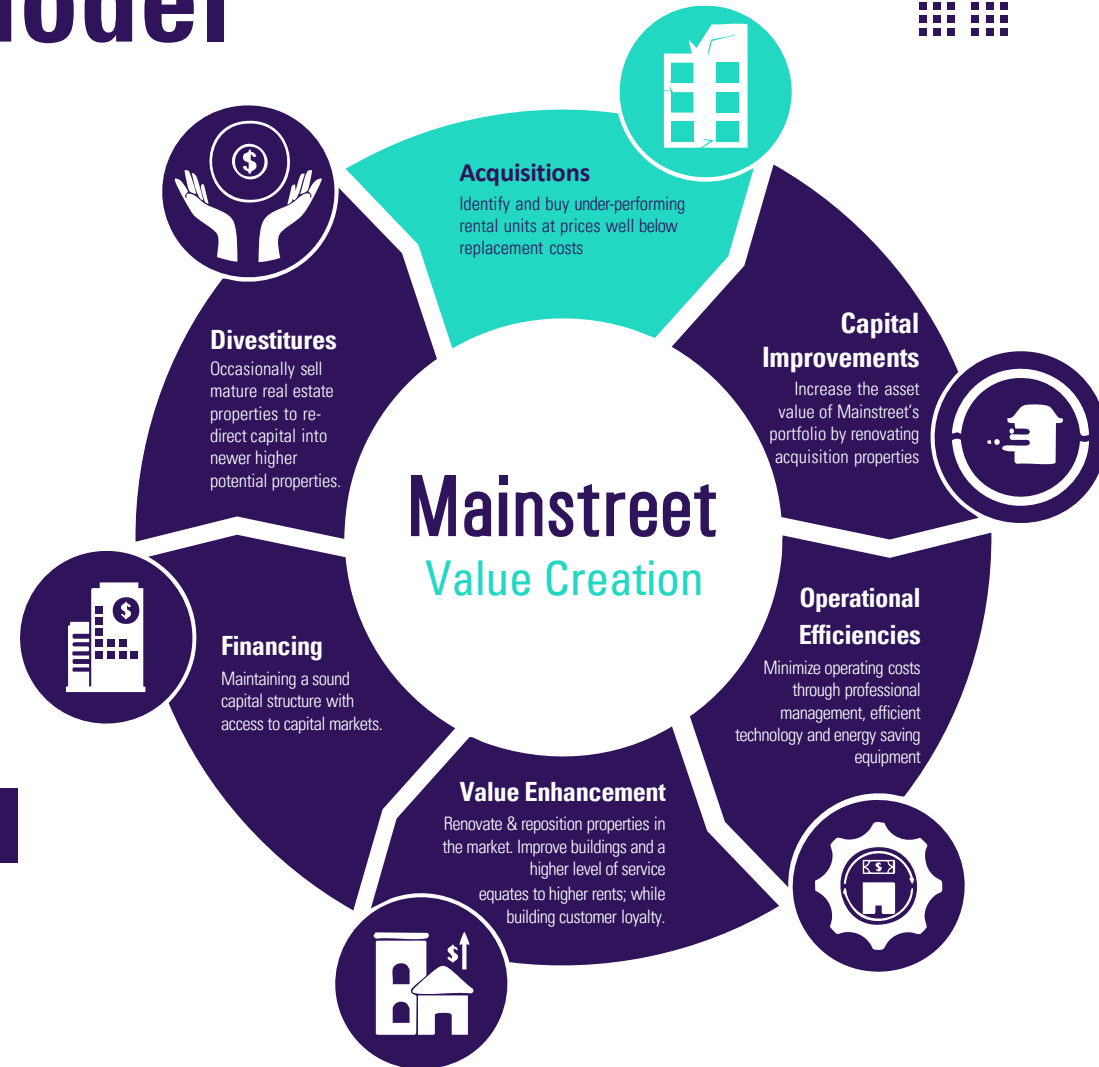 Model
Acquisitions
Identify and buy under-performing
rental units at prices well below
replacement costs
Capital
Improvements
Increase the asset
value of Mainstreet's
portfolio by renovating
acquisition properties
Operational
Efficiencies
Minimize operating costs
through professional
management, efficient
technology and energy saving
equipment
Value Enhancement
Renovate & reposition properties in
the market. Improve buildings and a
higher level of service
equates to higher rents; while
building customer loyalty.
Financing
Maintaining a sound
capital structure with
access to capital markets.
Divestitures
Occasionally sell
mature real estate
properties to re-
direct capital into
newer higher
potential properties.
Mainstreet
Value Creation
$
$
$
$